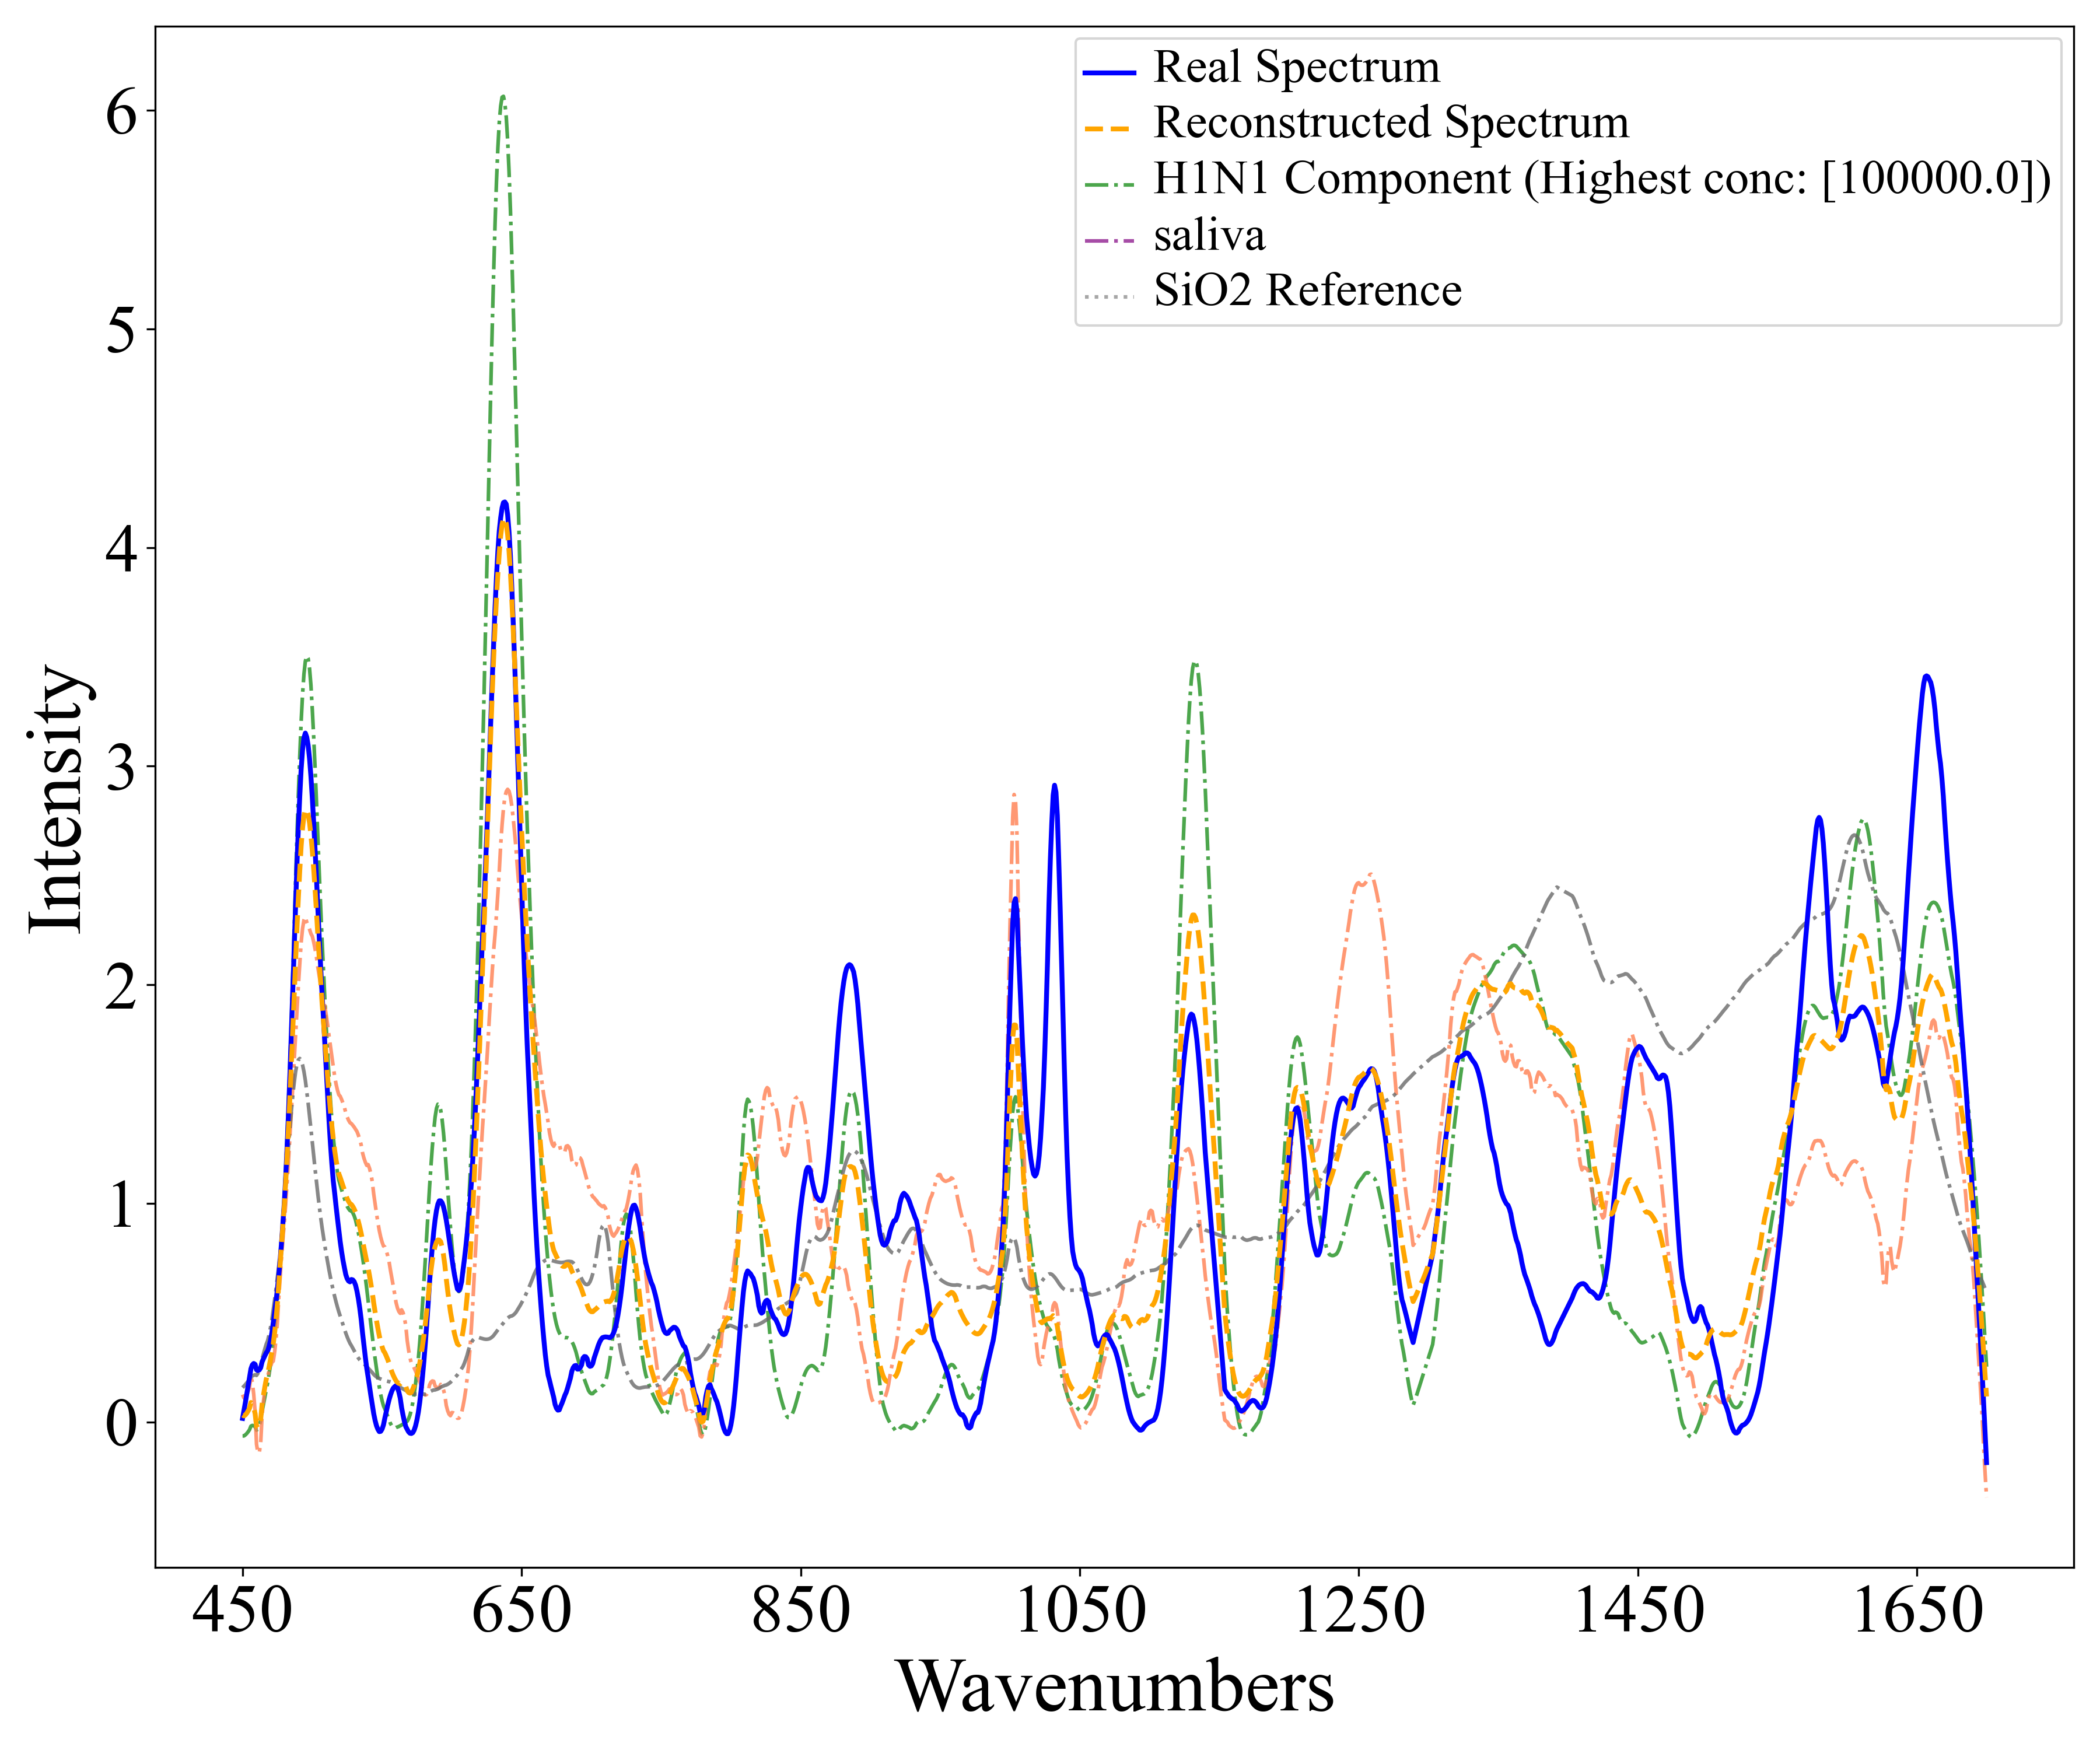 Real Spectrum
Reconstructed Spectrum
H1N1 Component (Highest conc: [100000.0])
saliva
SiO2 Reference
Intensity
6
5
4
3
2
1
0
450 650 850 1050 1250 1450 1650
Wavenumbers